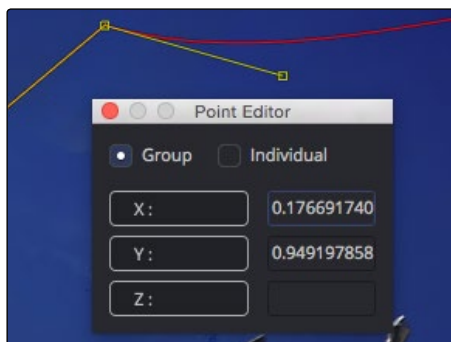 Point Editor
Group Individual
X: 0.176691740
Y: 0.949197858
Z: